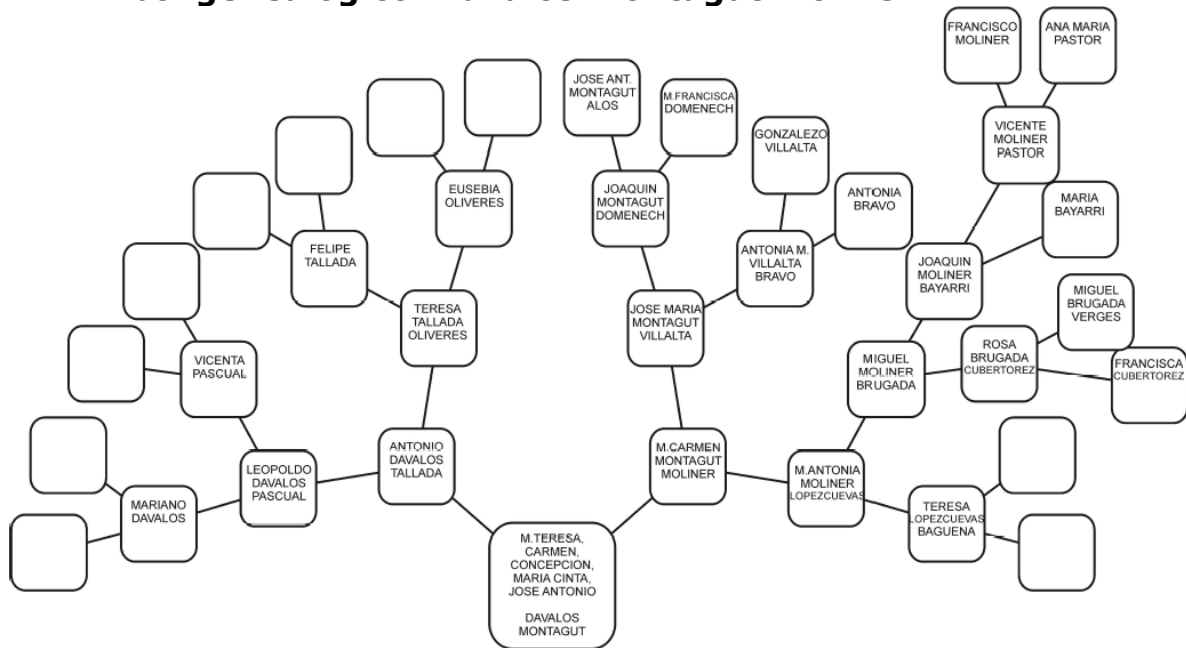 FRANCISCO
MOLINER
ANA MARIA
PASTOR
JOSE ANT.
MONTAGUT
ALOS
M.FRANCISCA
DOMENECH
GONZALEZO
VILLALTA
VICENTE
MOLINER
PASTOR
EUSEBIA
OLIVERES
JOAQUIN
MONTAGUT
DOMENECH
ANTONIA
BRAVO
MARIA
BAYARRI
FELIPE
TALLADA
ANTONIA M.
VILLALTA
BRAVO
JOAQUIN
MOLINER
BAYARRI
TERESA
TALLADA
OLIVERES
JOSE MARIA
MONTAGUT
VILLALTA
MIGUEL
BRUGADA
VERGES
VICENTA
PASCUAL
MIGUEL
MOLINER
BRUGADA
ROSA
BRUGADA
CUBERTOREZ
FRANCISCA
CUBERTOREZ
ANTONIO
DAVALOS
TALLADA
M.CARMEN
MONTAGUT
MOLINER
LEOPOLDO
DAVALOS
PASCUAL
M.ANTONIA
MOLINER
LOPEZCUEVAS
MARIANO
DAVALOS
TERESA
LOPEZCUEVAS
BAGUENA
M.TERESA,
CARMEN,
CONCEPCION,
MARIA CINTA,
JOSE ANTONIO
DAVALOS
MONTAGUT